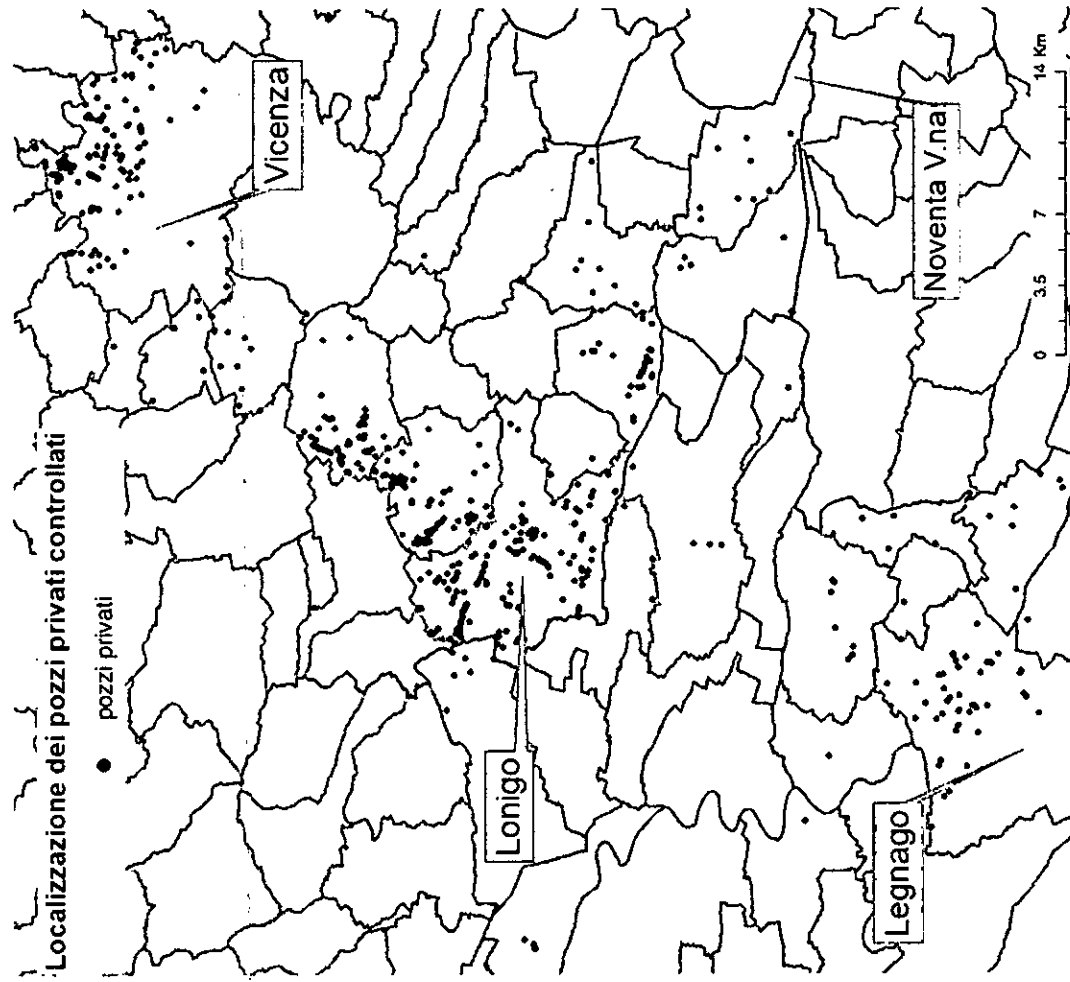 Localizzazione dei pozzi privati controllati
pozzi privati
Vicenza
Lonigo
Noventa V.na
Legnago
0 3.5 7 14 Km